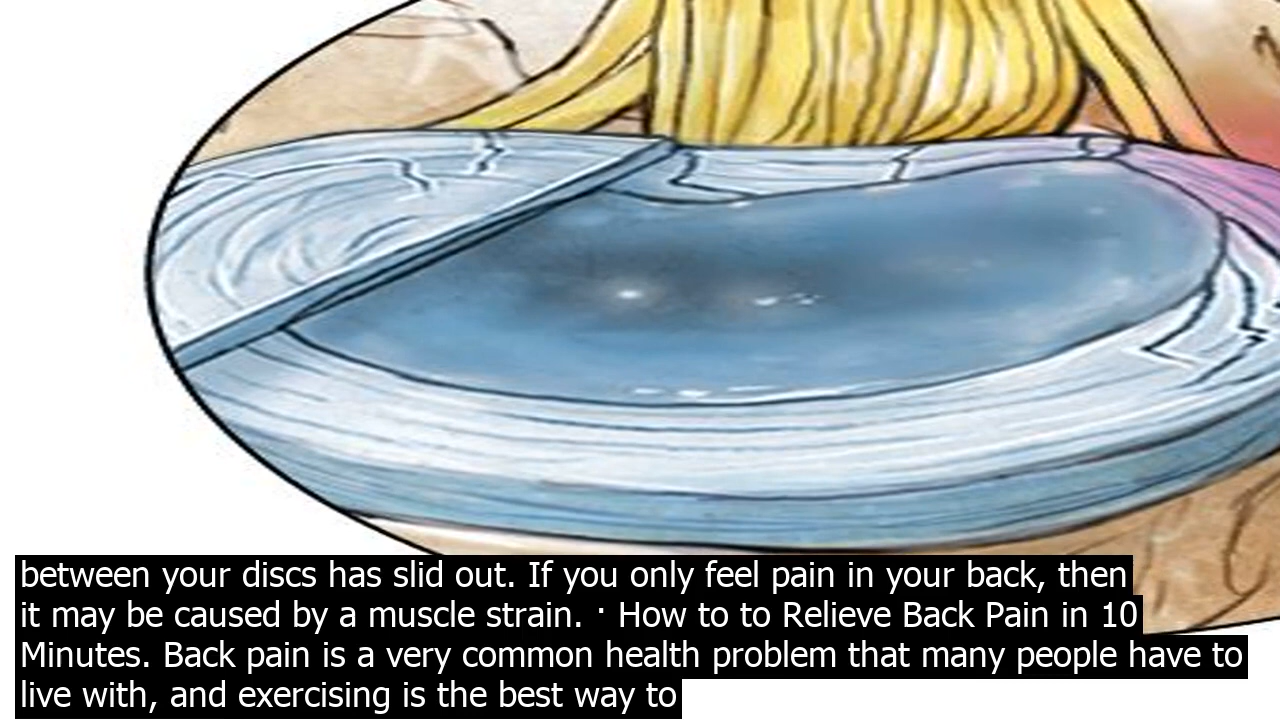 between your discs has slid out. If you only feel pain in your back, then
it may be caused by a muscle strain. · How to to Relieve Back Pain in 10
Minutes. Back pain is a very common health problem that many people have to
live with, and exercising is the best way to